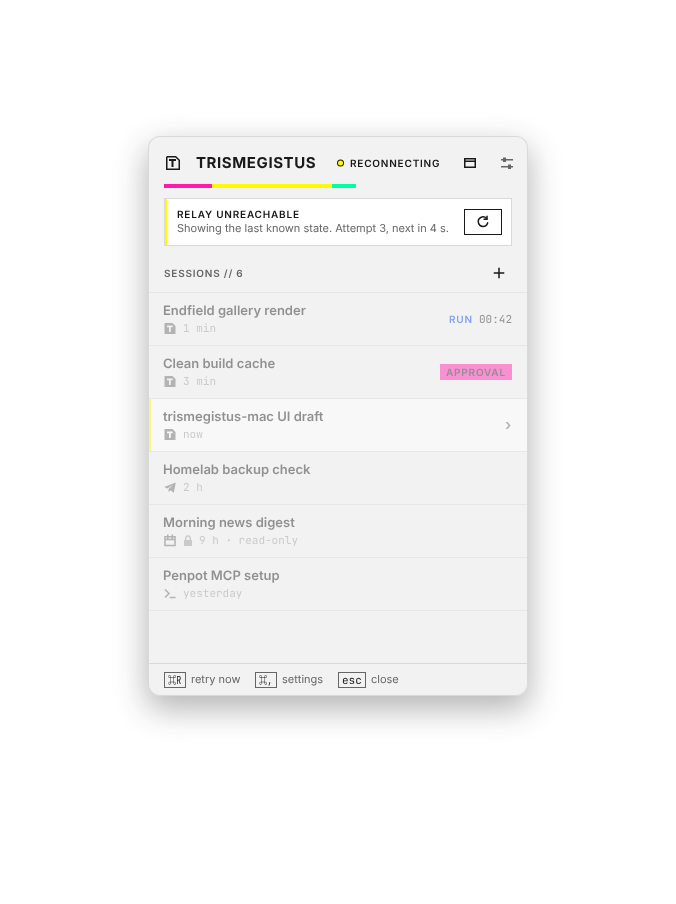 TRISMEGISTUS RECONNECTING
RELAY UNREACHABLE
Showing the last known state. Attempt 3, next in 4 s.
SESSIONS // 6
Endfield gallery render
1 min
RUN 00:42
Clean build cache
3 min
APPROVAL
trismegistus-mac UI draft
now
Homelab backup check
2 h
Morning news digest
9 h · read-only
Penpot MCP setup
yesterday
⌘R retry now ⌘, settings esc close